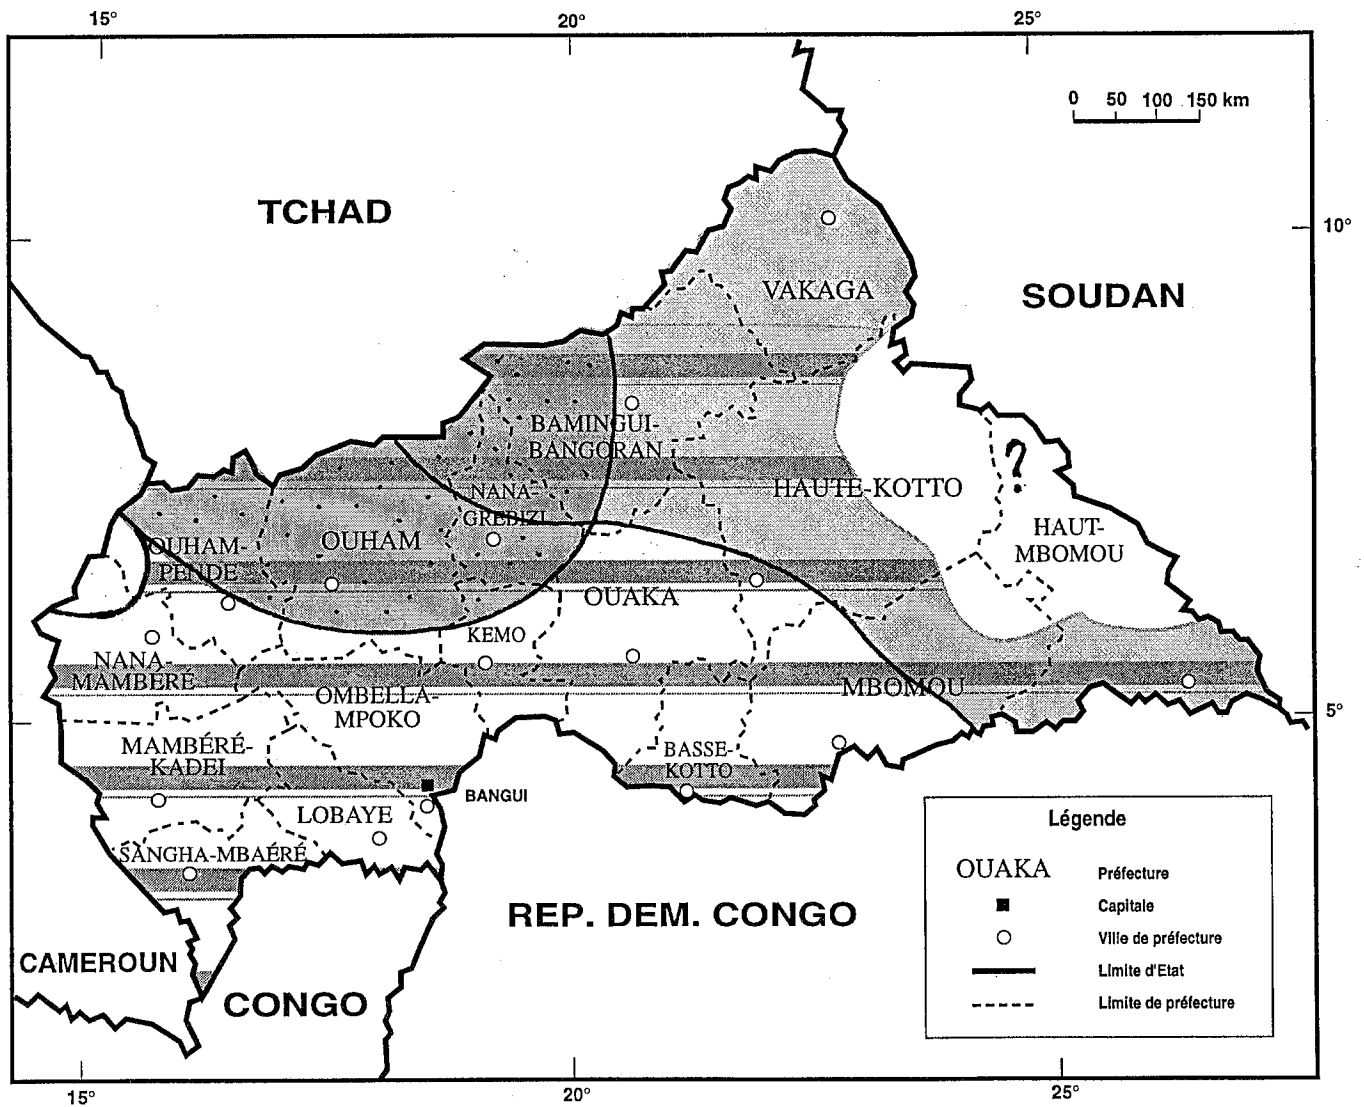 15°
20°
25°
0 50 100 150 km
TCHAD
10°
VAKAGA
SOUDAN
BAMINGUI-
BANGORAN
?
NANA-
GREBIZI
HAUTE-KOTTO
OUHAM-
PENDE
OUHAM
HAUT-
MBOMOU
OUAKA
KEMO
NANA-
MAMBÉRÉ
OMBELLA-
MPOKO
MBOMOU
5°
MAMBÉRÉ-
KADEI
BASSE-
KOTTO
BANGUI
LOBAYE
SANGHA-MBAÉRÉ
Légende
OUAKA Préfecture
Capitale
Ville de préfecture
Limite d'Etat
Limite de préfecture
REP. DEM. CONGO
CAMEROUN
CONGO
15°
20°
25°